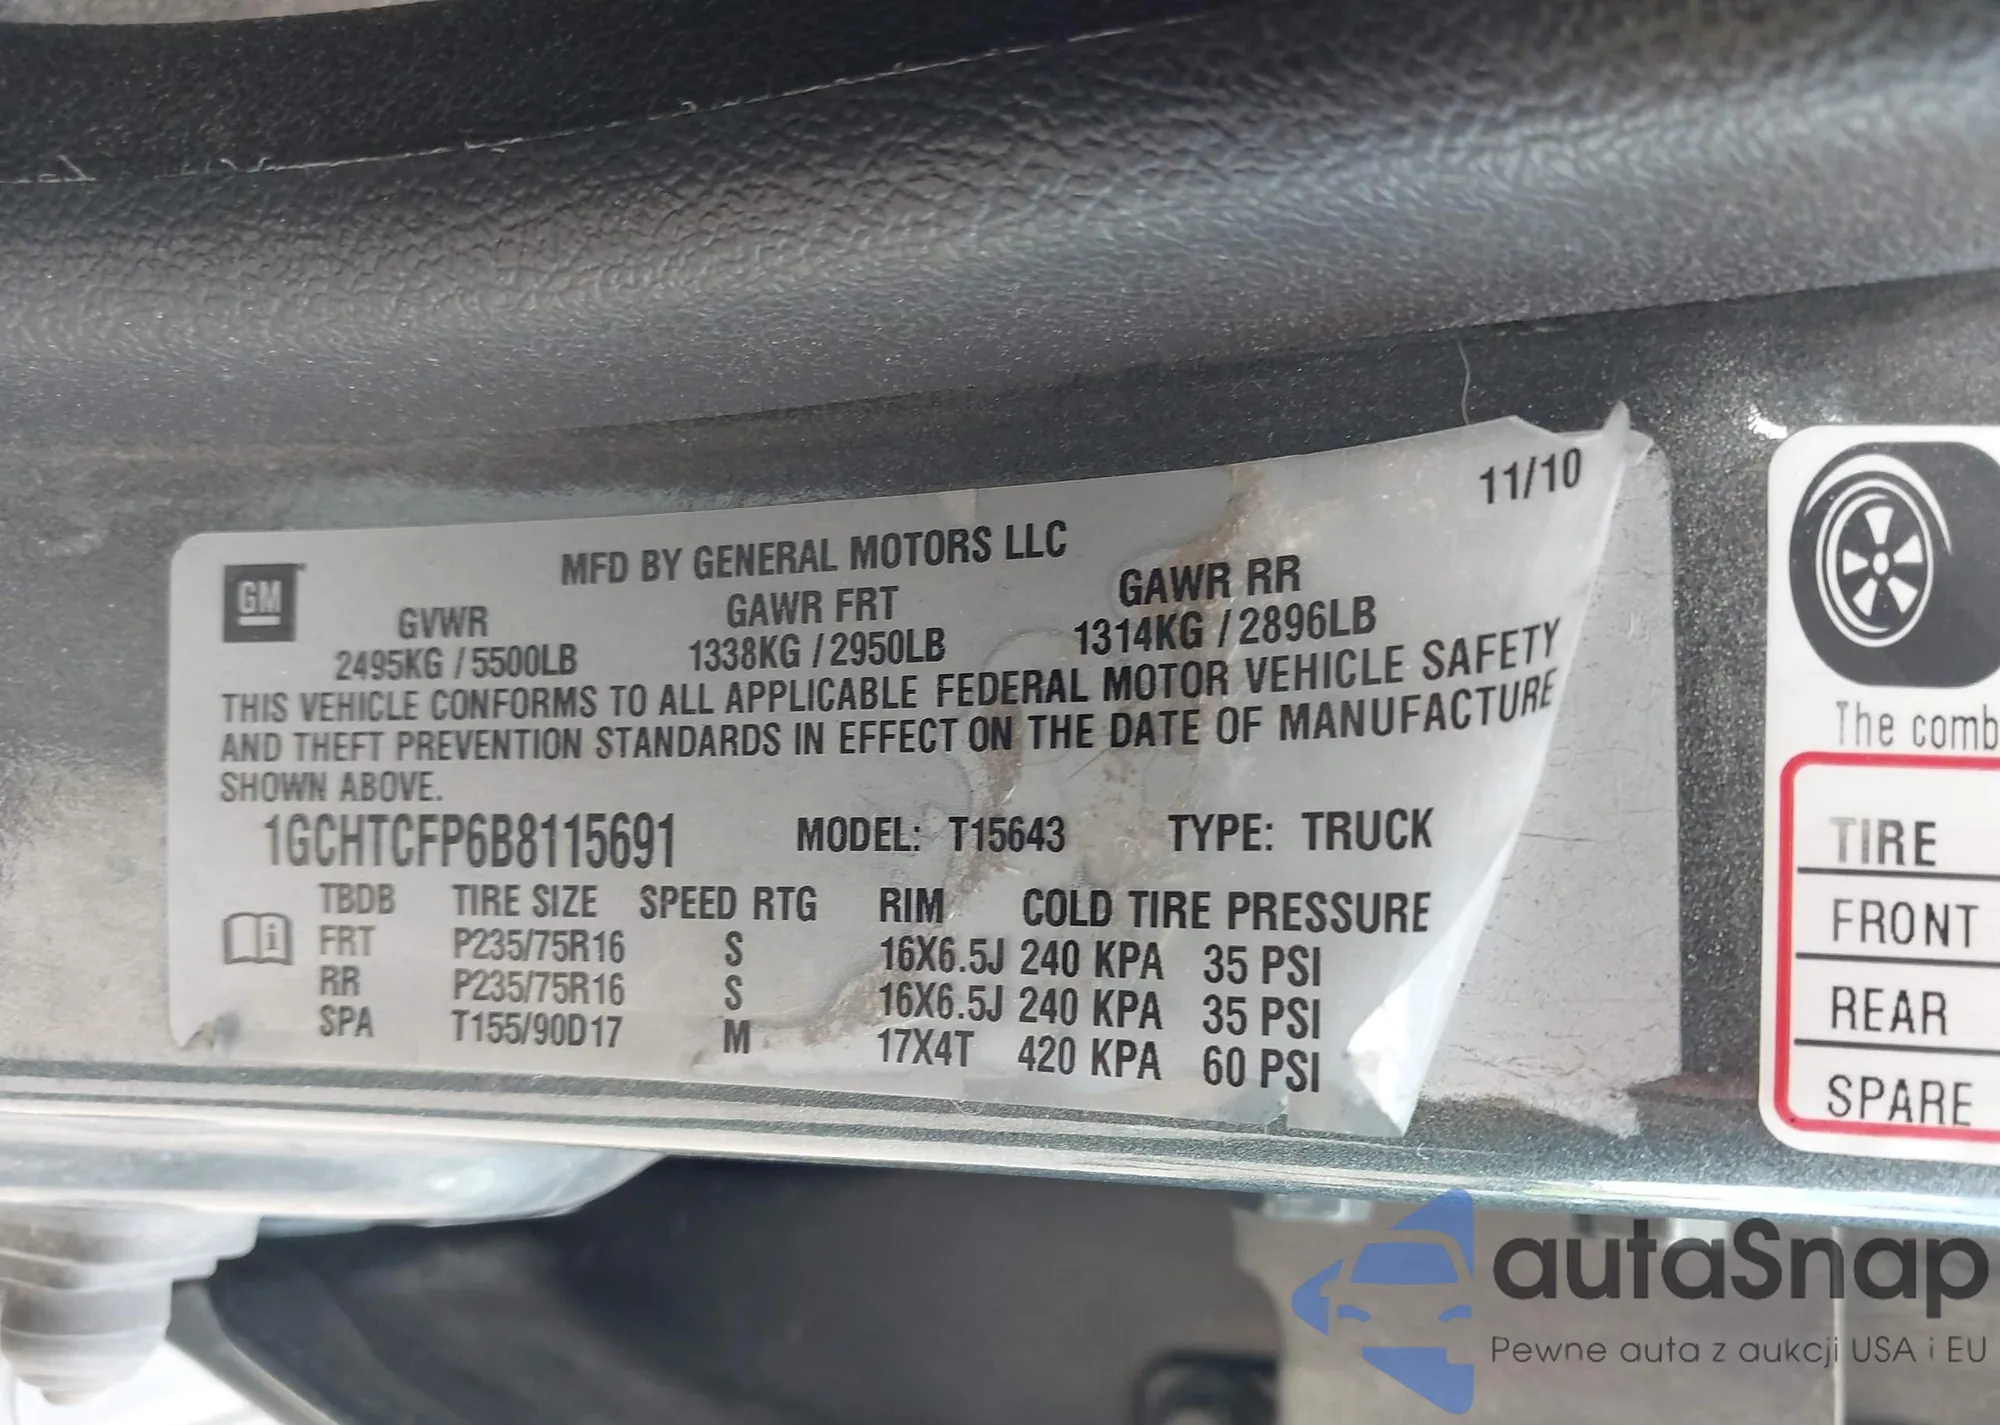 11/10
MFD BY GENERAL MOTORS LLC
GM
GVWR GAWR FRT GAWR RR
2495KG / 5500LB 1338KG / 2950LB 1314KG / 2896LB
THIS VEHICLE CONFORMS TO ALL APPLICABLE FEDERAL MOTOR VEHICLE SAFETY
AND THEFT PREVENTION STANDARDS IN EFFECT ON THE DATE OF MANUFACTURE
SHOWN ABOVE.
1GCHTCFP6B8115691 MODEL: T15643 TYPE: TRUCK
TBDB TIRE SIZE SPEED RTG RIM COLD TIRE PRESSURE
FRT P235/75R16 S 16X6.5J 240 KPA 35 PSI
RR P235/75R16 S 16X6.5J 240 KPA 35 PSI
SPA T155/90D17 M 17X4T 420 KPA 60 PSI
The comb
TIRE
FRONT
REAR
SPARE
autaSnap
Pewne auta z aukcji USA i EU